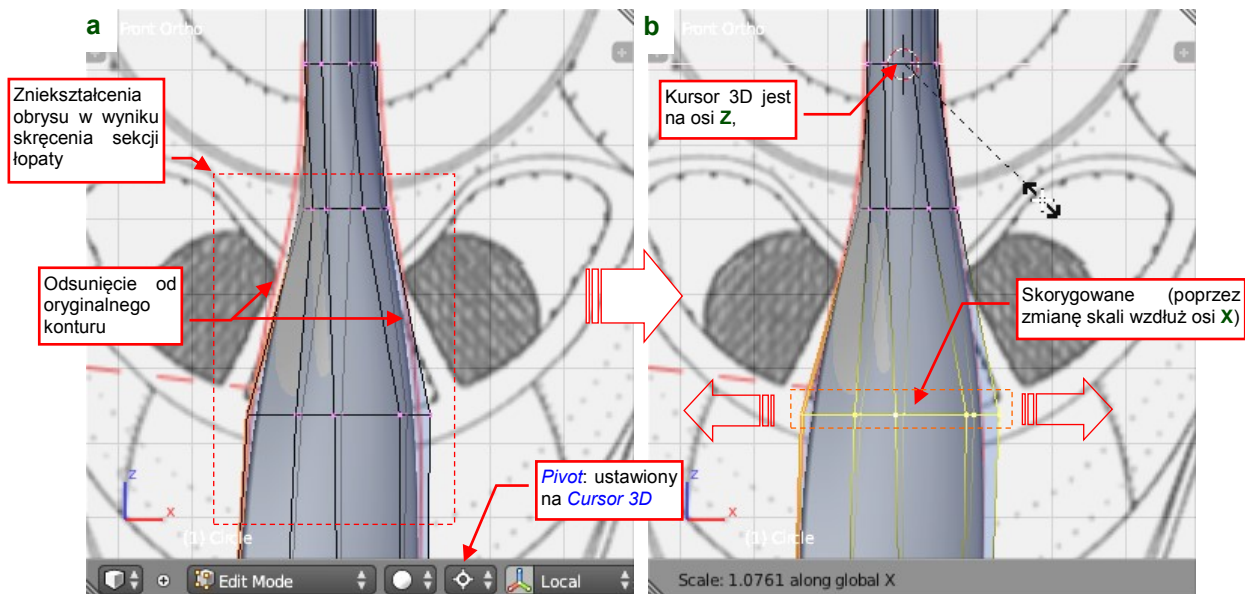 a
Front Ortho
Zniekształcenia
obrysu w wyniku
skręcenia sekcji
łopaty
Odsunięcie od
oryginalnego
konturu
Pivot: ustawiony
na Cursor 3D
z
x
(1) Circle
Edit Mode
Local
b
Front Ortho
Kursor 3D jest
na osi Z,
Skorygowane (poprzez
zmianę skali wzdłuż osi X)
z
x
(1) Circle
Scale: 1.0761 along global X